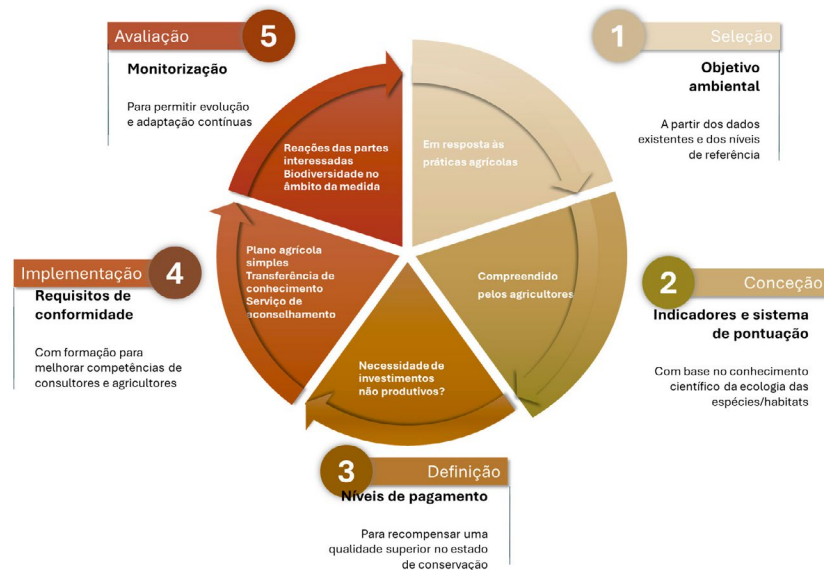 1
Seleção
Objetivo
ambiental
A partir dos dados
existentes e dos níveis
de referência
Em resposta às
práticas agrícolas
2
Conceção
Indicadores e sistema
de pontuação
Com base no conhecimento
científico da ecologia das
espécies/habitats
Compreendido
pelos agricultores
3
Definição
Níveis de pagamento
Para recompensar uma
qualidade superior no estado
de conservação
Necessidade de
investimentos
não produtivos?
Implementação
4
Requisitos de
conformidade
Com formação para
melhorar competências de
consultores e agricultores
Plano agrícola
simples
Transferência de
conhecimento
Serviço de
aconselhamento
Avaliação
5
Monitorização
Para permitir evolução
e adaptação contínuas
Reações das partes
interessadas
Biodiversidade no
âmbito da medida